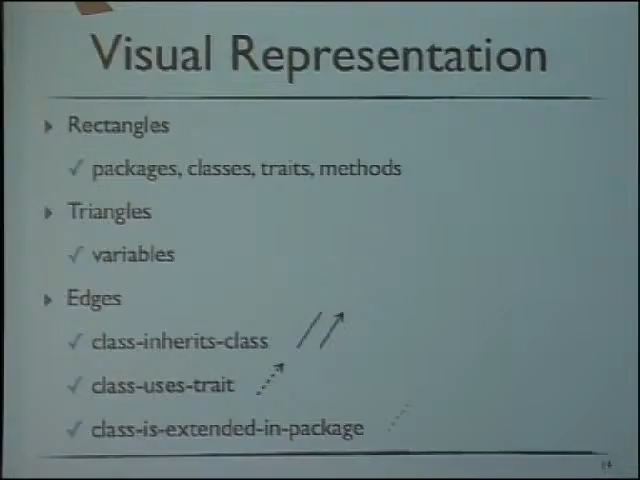 Visual Representation
Rectangles
packages, classes, traits, methods
Triangles
variables
Edges
class-inherits-class
class-uses-trait
class-is-extended-in-package
14